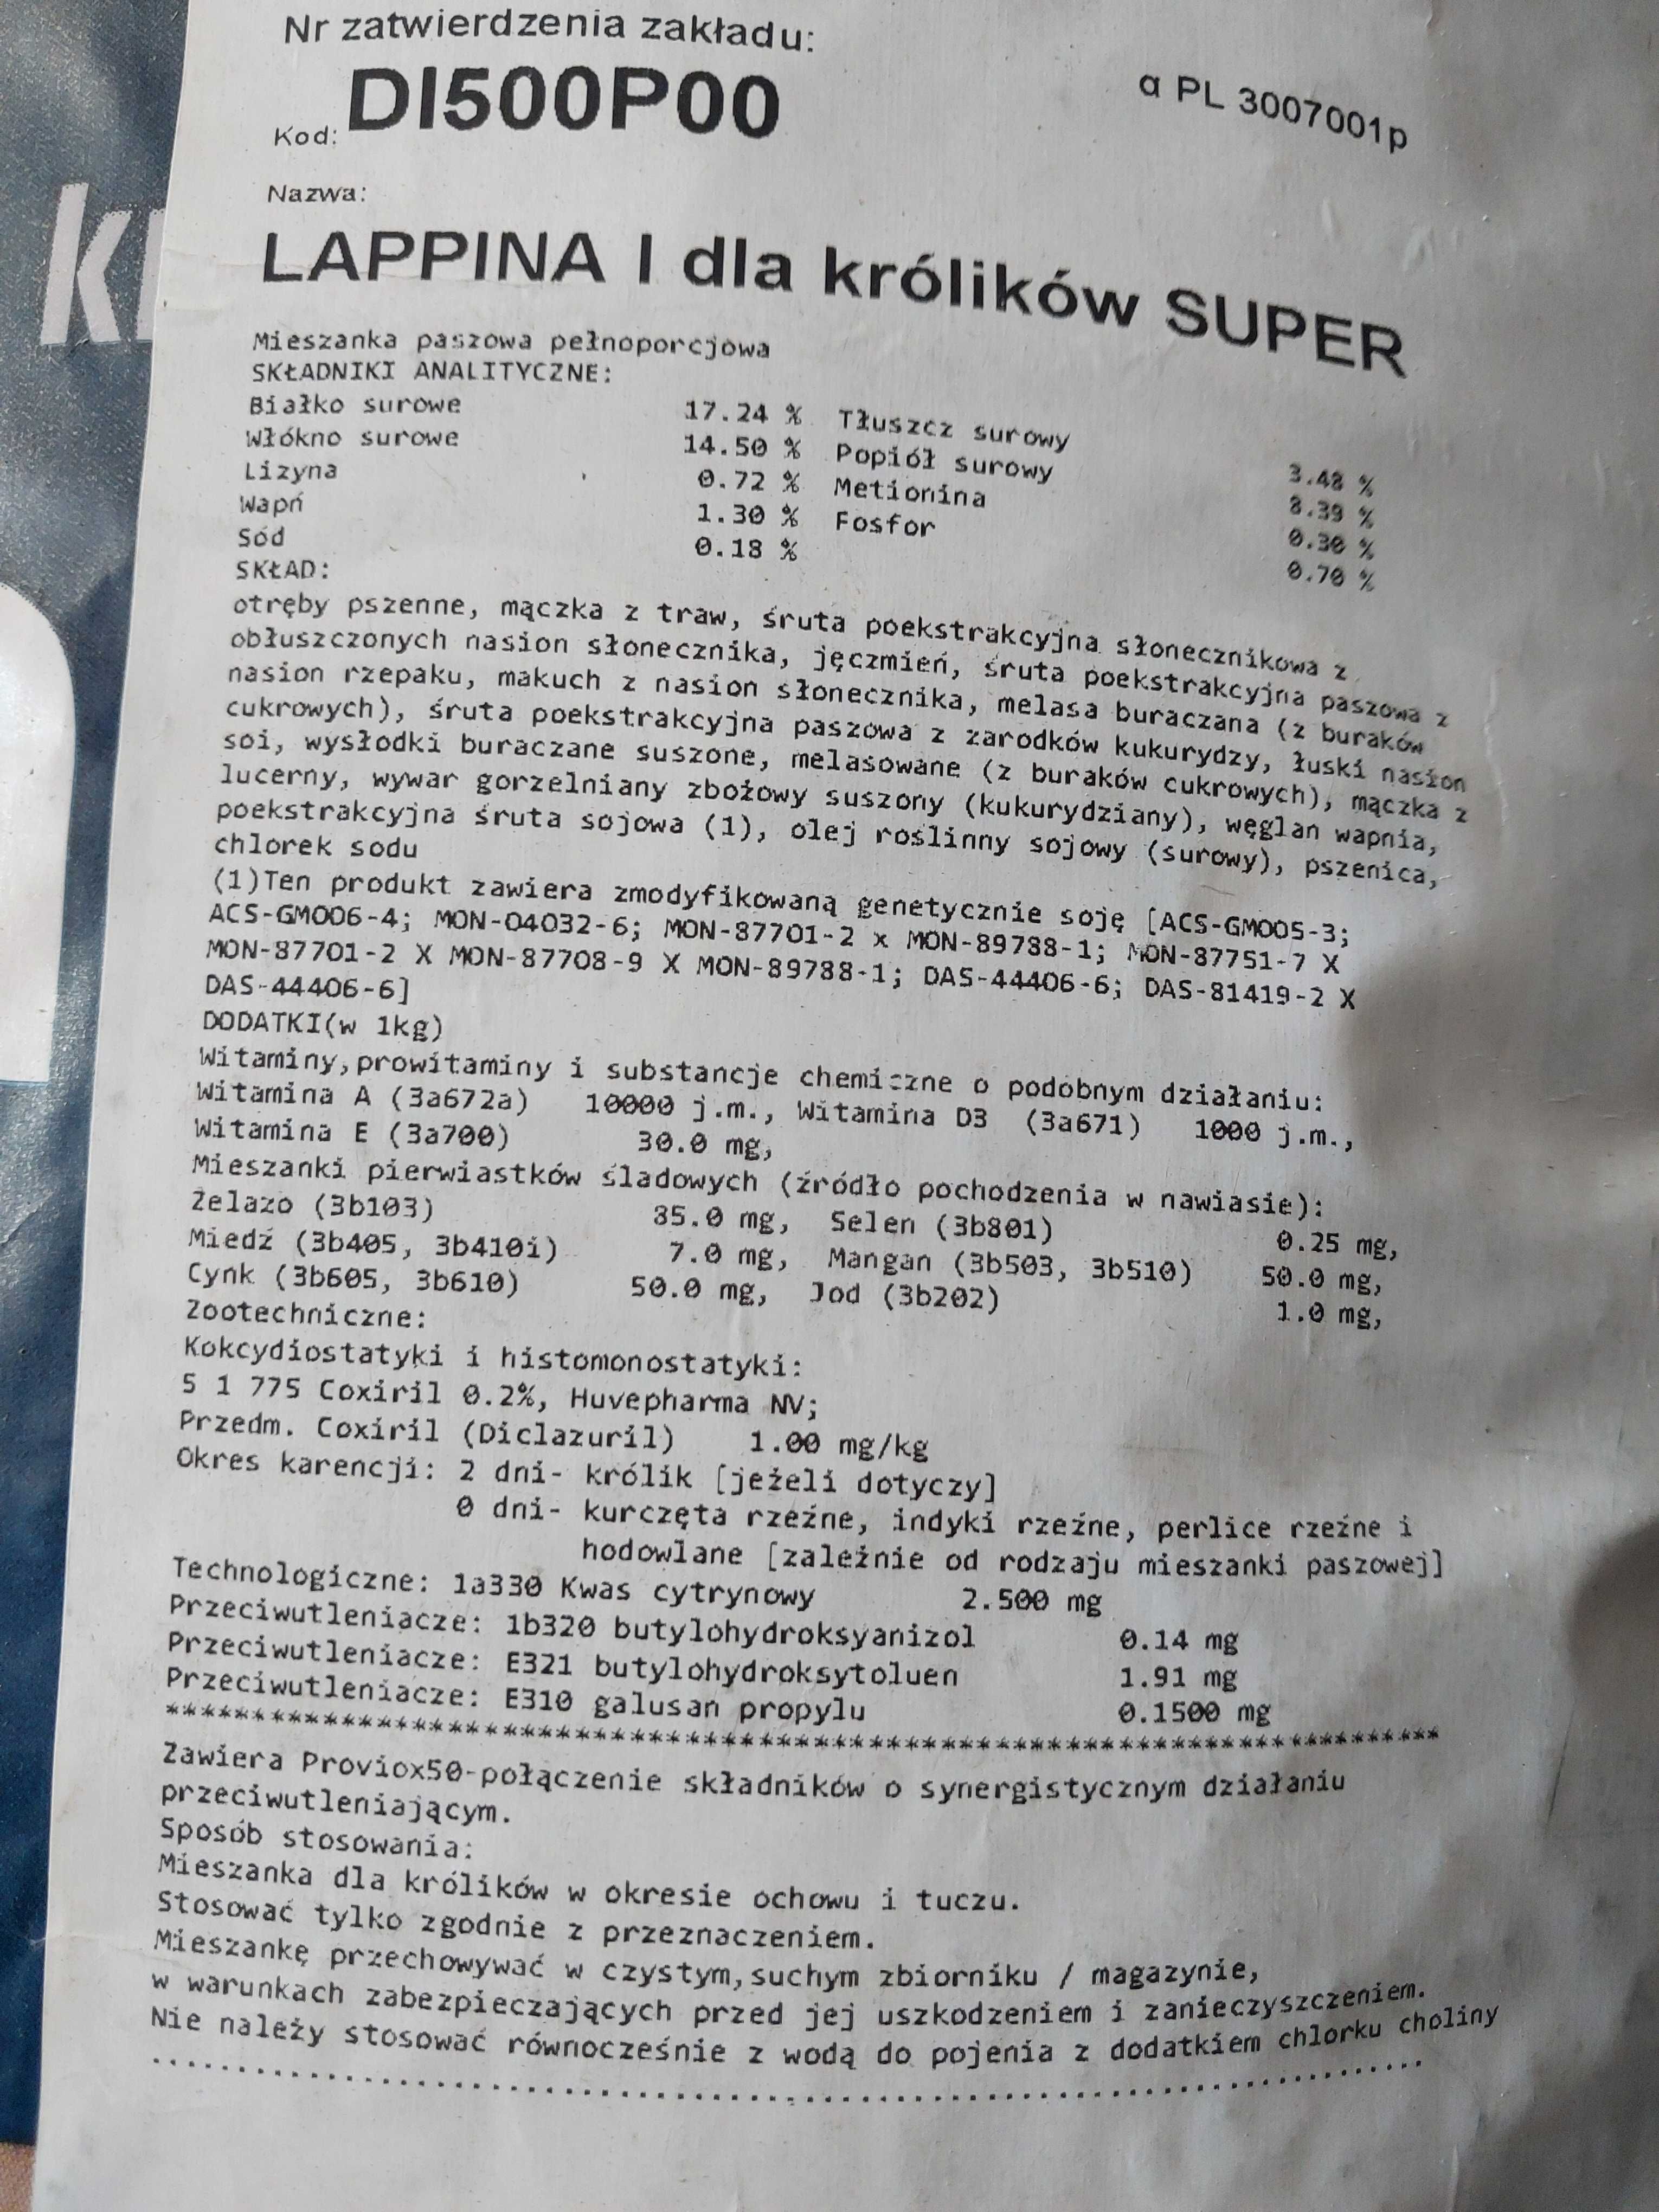 Nr zatwierdzenia zakładu:
α PL 3007001p
Kod: DI500P00
Nazwa:
LAPPINA I dla królików SUPER
Mieszanka paszowa pełnoporcjowa
SKŁADNIKI ANALITYCZNE:
Białko surowe 17.24 % Tłuszcz surowy 3.48 %
Włókno surowe 14.50 % Popiół surowy 8.39 %
Lizyna 0.72 % Metionina 0.30 %
Wapń 1.30 % Fosfor 0.70 %
Sód 0.18 %
SKŁAD:
otręby pszenne, mączka z traw, śruta poekstrakcyjna słonecznikowa z
obłuszczonych nasion słonecznika, jęczmień, śruta poekstrakcyjna paszowa z
nasion rzepaku, makuch z nasion słonecznika, melasa buraczana (z buraków
cukrowych), śruta poekstrakcyjna paszowa z zarodków kukurydzy, łuski nasion
soi, wysłodki buraczane suszone, melasowane (z buraków cukrowych), mączka z
lucerny, wywar gorzelniany zbożowy suszony (kukurydziany), węglan wapnia,
poekstrakcyjna śruta sojowa (1), olej roślinny sojowy (surowy), pszenica,
chlorek sodu
(1)Ten produkt zawiera zmodyfikowaną genetycznie soję [ACS-GM005-3;
ACS-GM006-4; MON-04032-6; MON-87701-2 x MON-89788-1; MON-87751-7 X
MON-87701-2 X MON-87708-9 X MON-89788-1; DAS-44406-6; DAS-81419-2 X
DAS-44406-6]
DODATKI(w 1kg)
Witaminy,prowitaminy i substancje chemiczne o podobnym działaniu:
Witamina A (3a672a) 10000 j.m., Witamina D3 (3a671) 1000 j.m.,
Witamina E (3a700) 30.0 mg,
Mieszanki pierwiastków śladowych (źródło pochodzenia w nawiasie):
Żelazo (3b103) 85.0 mg, Selen (3b801) 0.25 mg,
Miedź (3b405, 3b410i) 7.0 mg, Mangan (3b503, 3b510) 50.0 mg,
Cynk (3b605, 3b610) 50.0 mg, Jod (3b202) 1.0 mg,
Zootechniczne:
Kokcydiostatyki i histomonostatyki:
5 1 775 Coxiril 0.2%, Huvepharma NV;
Przedm. Coxiril (Diclazuril) 1.00 mg/kg
Okres karencji: 2 dni- królik [jeżeli dotyczy]
0 dni- kurczęta rzeźne, indyki rzeźne, perlice rzeźne i
hodowlane [zależnie od rodzaju mieszanki paszowej]
Technologiczne: 1a330 Kwas cytrynowy 2.500 mg
Przeciwutleniacze: 1b320 butylohydroksyanizol 0.14 mg
Przeciwutleniacze: E321 butylohydroksytoluen 1.91 mg
Przeciwutleniacze: E310 galusan propylu 0.1500 mg
Zawiera Proviox50-połączenie składników o synergistycznym działaniu
przeciwutleniającym.
Sposób stosowania:
Mieszanka dla królików w okresie ochowu i tuczu.
Stosować tylko zgodnie z przeznaczeniem.
Mieszankę przechowywać w czystym,suchym zbiorniku / magazynie,
w warunkach zabezpieczających przed jej uszkodzeniem i zanieczyszczeniem.
Nie należy stosować równocześnie z wodą do pojenia z dodatkiem chlorku choliny